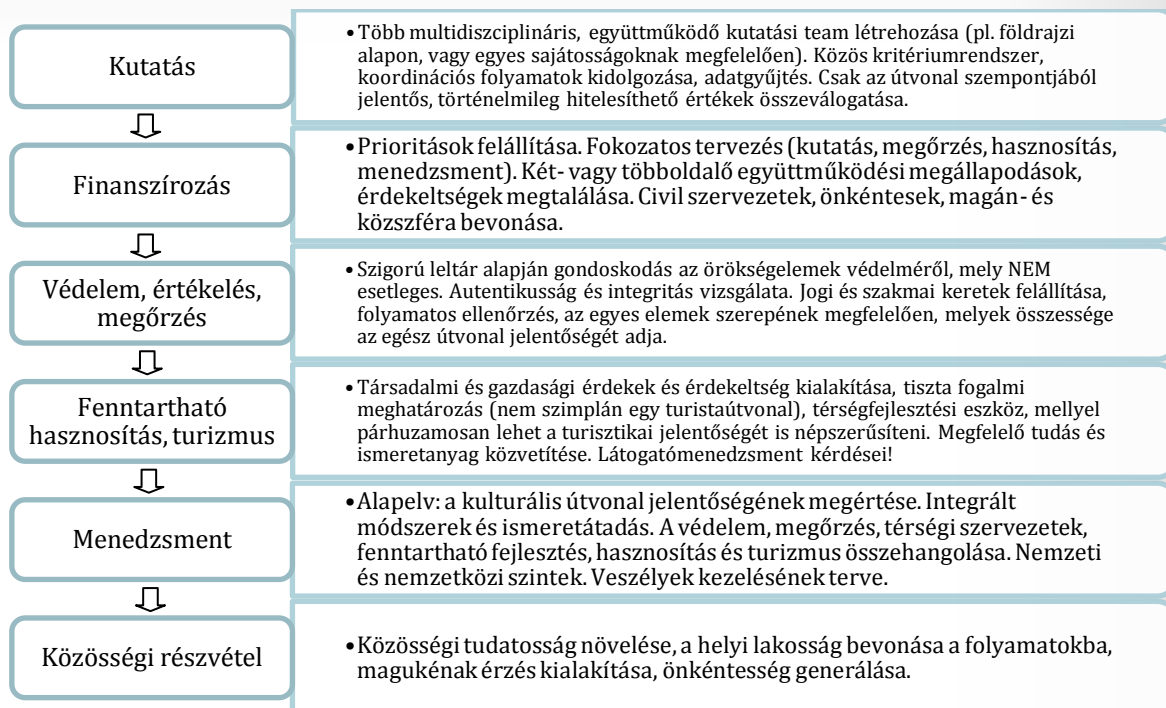 Kutatás
•Több multidiszciplináris, együttműködő kutatási team létrehozása (pl. földrajzi
alapon, vagy egyes sajátosságoknak megfelelően). Közös kritériumrendszer,
koordinációs folyamatok kidolgozása, adatgyűjtés. Csak az útvonal szempontjából
jelentős, történelmileg hitelesíthető értékek összeválogatása.
Finanszírozás
•Prioritások felállítása. Fokozatos tervezés (kutatás, megőrzés, hasznosítás,
menedzsment). Két- vagy többoldaló együttműködési megállapodások,
érdekeltségek megtalálása. Civil szervezetek, önkéntesek, magán- és
közszféra bevonása.
Védelem, értékelés,
megőrzés
•Szigorú leltár alapján gondoskodás az örökségelemek védelméről, mely NEM
esetleges. Autentikusság és integritás vizsgálata. Jogi és szakmai keretek felállítása,
folyamatos ellenőrzés, az egyes elemek szerepének megfelelően, melyek összessége
az egész útvonal jelentőségét adja.
Fenntartható
hasznosítás, turizmus
•Társadalmi és gazdasági érdekek és érdekeltség kialakítása, tiszta fogalmi
meghatározás (nem szimplán egy turistaútvonal), térségfejlesztési eszköz, mellyel
párhuzamosan lehet a turisztikai jelentőségét is népszerűsíteni. Megfelelő tudás és
ismeretanyag közvetítése. Látogatómenedzsment kérdései!
Menedzsment
•Alapelv: a kulturális útvonal jelentőségének megértése. Integrált
módszerek és ismeretátadás. A védelem, megőrzés, térségi szervezetek,
fenntartható fejlesztés, hasznosítás és turizmus összehangolása. Nemzeti
és nemzetközi szintek. Veszélyek kezelésének terve.
Közösségi részvétel
•Közösségi tudatosság növelése, a helyi lakosság bevonása a folyamatokba,
magukénak érzés kialakítása, önkéntesség generálása.